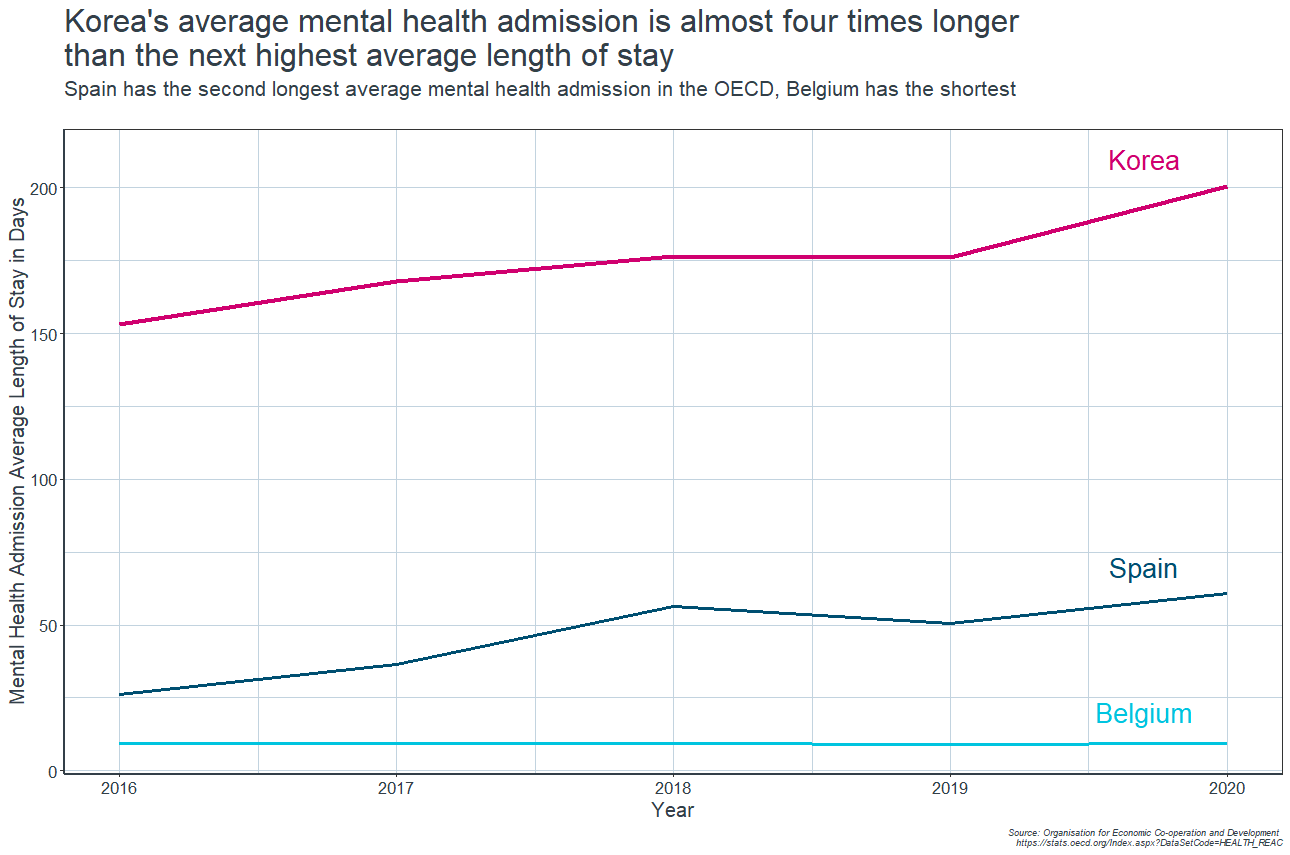 Korea's average mental health admission is almost four times longer
than the next highest average length of stay
Spain has the second longest average mental health admission in the OECD, Belgium has the shortest
Mental Health Admission Average Length of Stay in Days
200
150
100
50
0
Korea
Spain
Belgium
2016
2017
2018
2019
2020
Year
Source: Organisation for Economic Co-operation and Development
https://stats.oecd.org/Index.aspx?DataSetCode=HEALTH_REAC